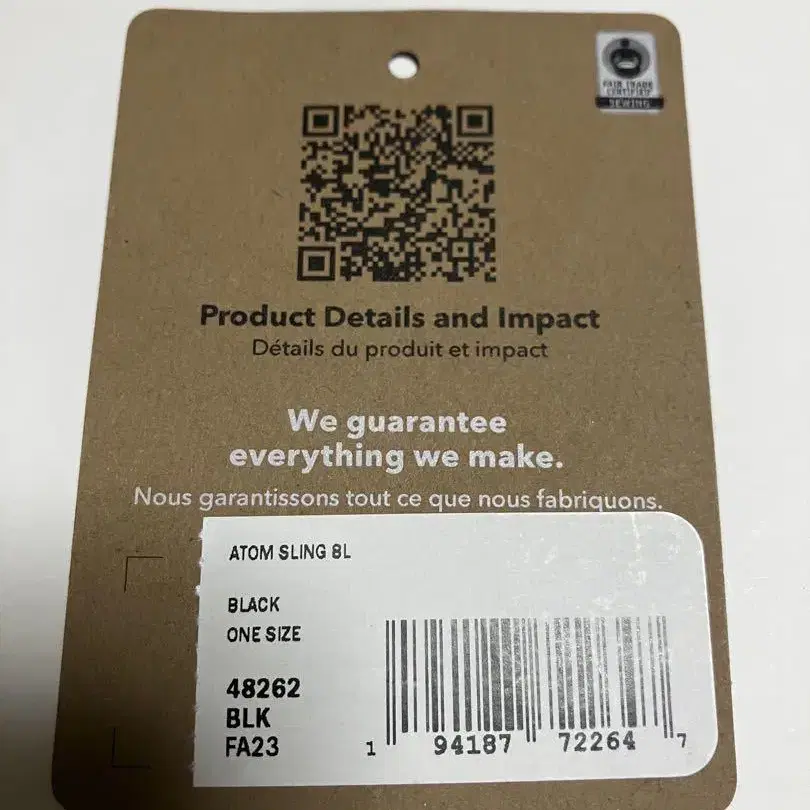 FAIR TRADE
CERTIFIED
SEWING
Product Details and Impact
Détails du produit et impact
We guarantee
everything we make.
Nous garantissons tout ce que nous fabriquons.
ATOM SLING 8L
BLACK
ONE SIZE
48262
BLK
FA23
1 94187 72264 7